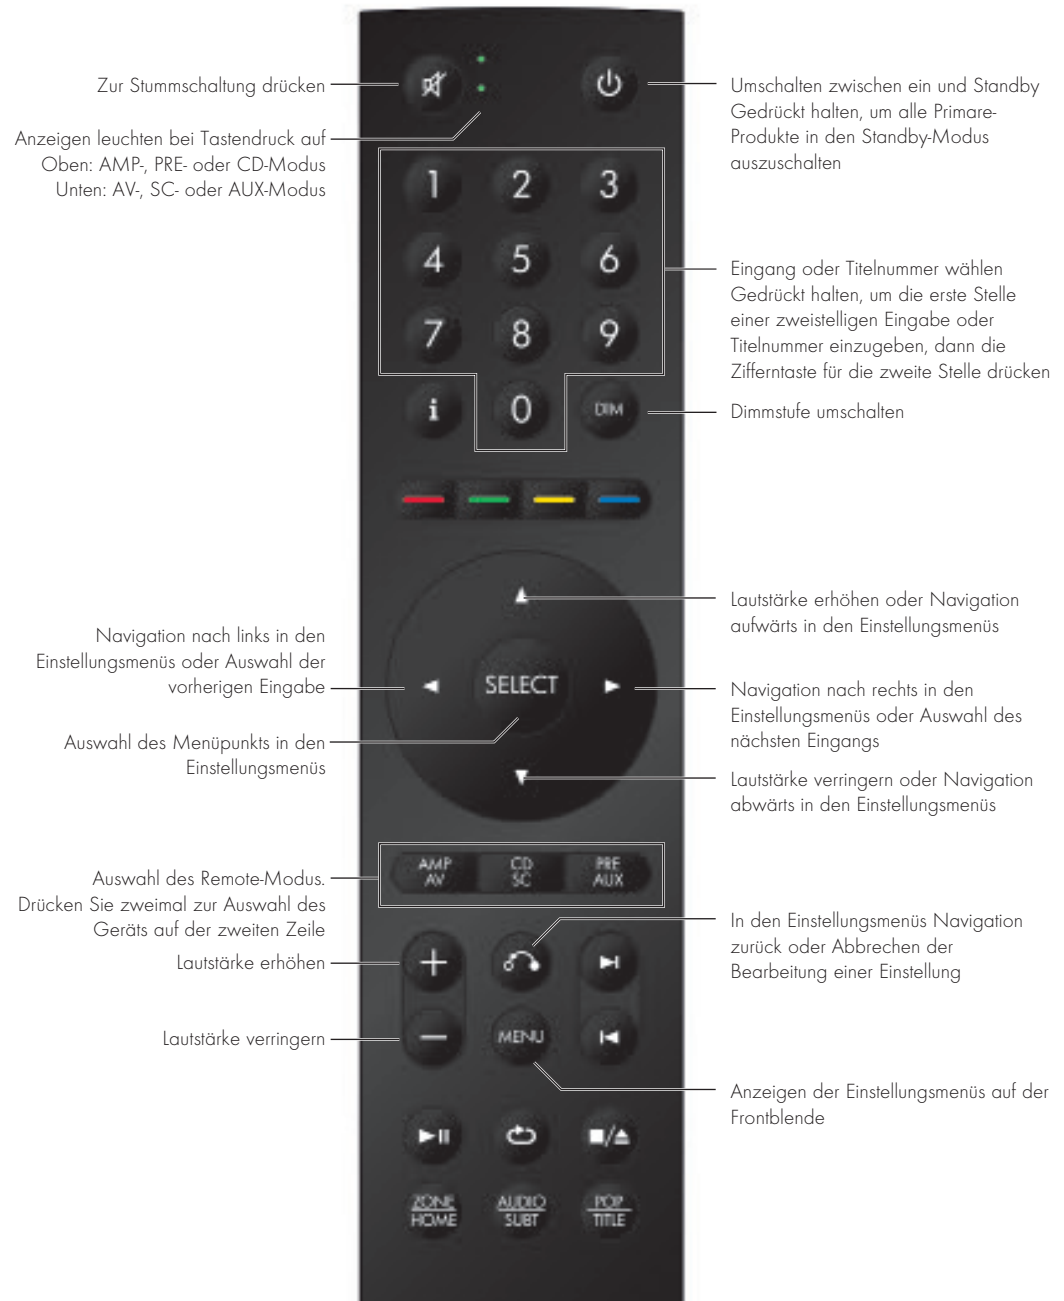 Zur Stummschaltung drücken
Anzeigen leuchten bei Tastendruck auf
Oben: AMP-, PRE- oder CD-Modus
Unten: AV-, SC- oder AUX-Modus
Umschalten zwischen ein und Standby
Gedrückt halten, um alle Primare-
Produkte in den Standby-Modus
auszuschalten
1 2 3
4 5 6
7 8 9
i 0 DIM
Eingang oder Titelnummer wählen
Gedrückt halten, um die erste Stelle
einer zweistelligen Eingabe oder
Titelnummer einzugeben, dann die
Zifferntaste für die zweite Stelle drücken
Dimmstufe umschalten
Lautstärke erhöhen oder Navigation
aufwärts in den Einstellungsmenüs
Navigation nach links in den
Einstellungsmenüs oder Auswahl der
vorherigen Eingabe
SELECT
Navigation nach rechts in den
Einstellungsmenüs oder Auswahl des
nächsten Eingangs
Auswahl des Menüpunkts in den
Einstellungsmenüs
Lautstärke verringern oder Navigation
abwärts in den Einstellungsmenüs
AMP CD PRE
AV SC AUX
Auswahl des Remote-Modus.
Drücken Sie zweimal zur Auswahl des
Geräts auf der zweiten Zeile
In den Einstellungsmenüs Navigation
zurück oder Abbrechen der
Bearbeitung einer Einstellung
Lautstärke erhöhen
Lautstärke verringern
MENU
Anzeigen der Einstellungsmenüs auf der
Frontblende
ZONE AUDIO POP
HOME SUBT TITLE